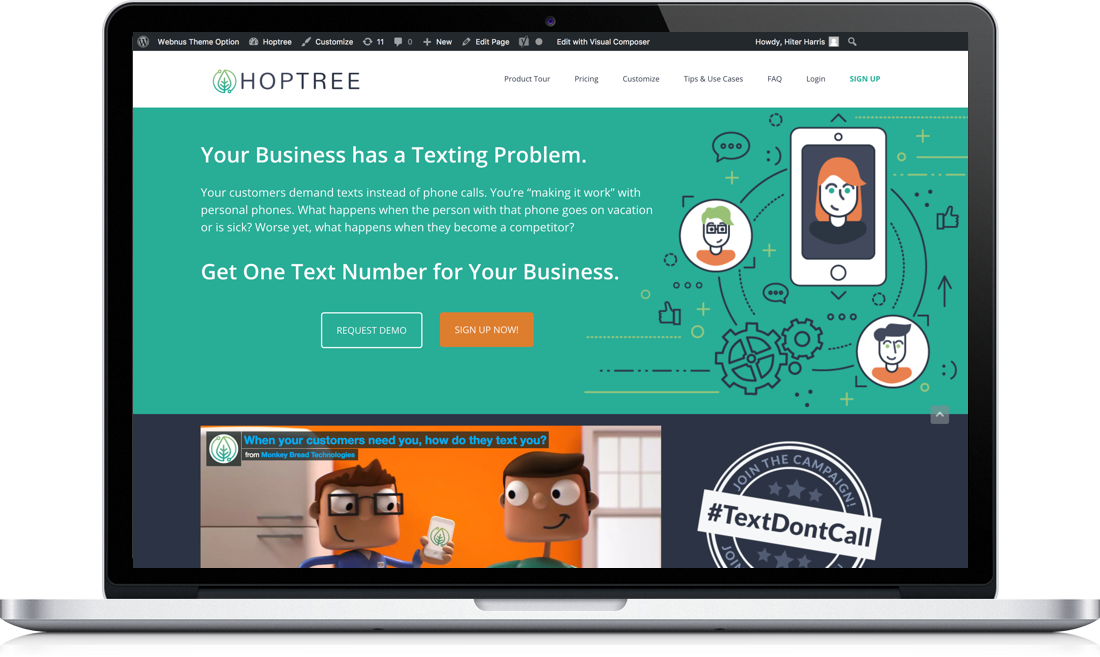 Webnus Theme Option Hoptree Customize 11 0 + New Edit Page Edit with Visual Composer Howdy, Hiter Harris
HOPTREE
Product Tour Pricing Customize Tips & Use Cases FAQ Login SIGN UP
Your Business has a Texting Problem.
Your customers demand texts instead of phone calls. You're “making it work” with
personal phones. What happens when the person with that phone goes on vacation
or is sick? Worse yet, what happens when they become a competitor?
Get One Text Number for Your Business.
REQUEST DEMO SIGN UP NOW!
When your customers need you, how do they text you?
from Monkey Bread Technologies
JOIN THE CAMPAIGN!
#TextDontCall